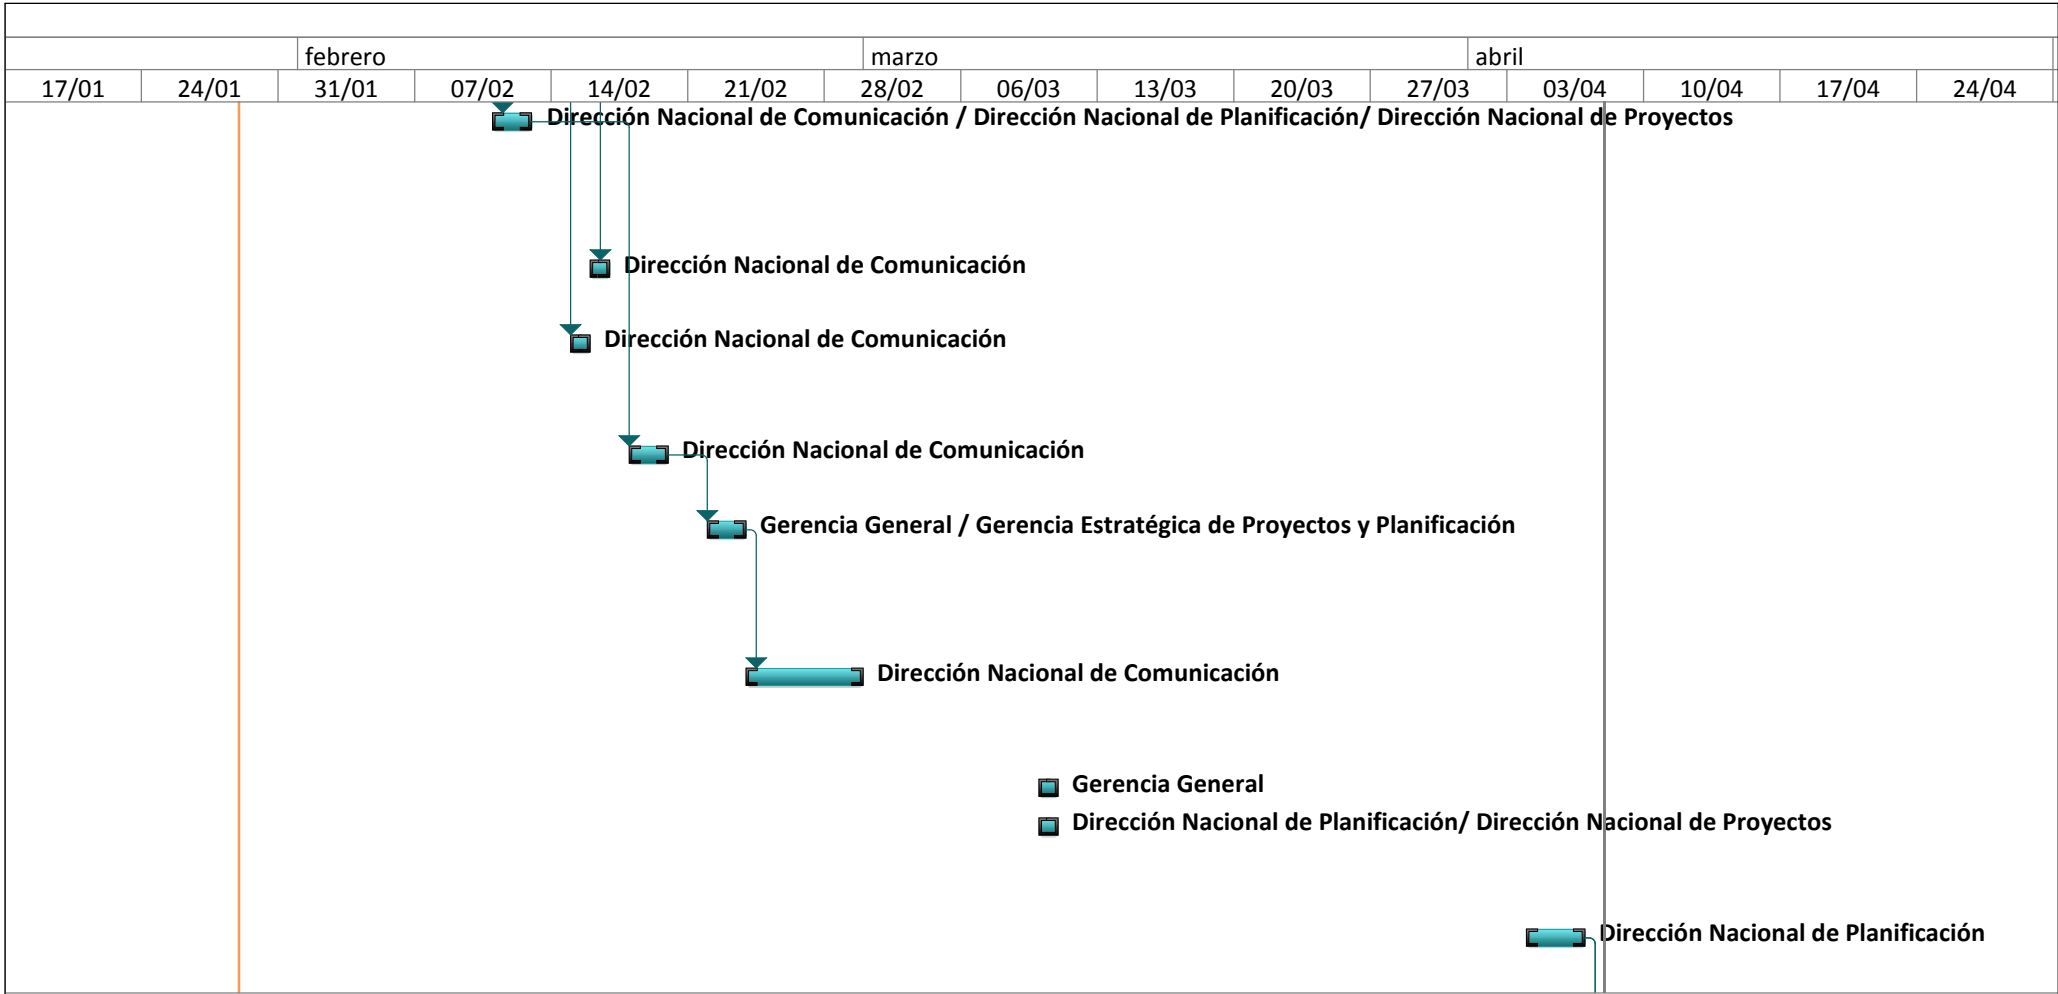 febrero marzo abril
17/01 24/01 31/01 07/02 14/02 21/02 28/02 06/03 13/03 20/03 27/03 03/04 10/04 17/04 24/04
Dirección Nacional de Comunicación / Dirección Nacional de Planificación/ Dirección Nacional de Proyectos
Dirección Nacional de Comunicación
Dirección Nacional de Comunicación
Dirección Nacional de Comunicación
Gerencia General / Gerencia Estratégica de Proyectos y Planificación
Dirección Nacional de Comunicación
Gerencia General
Dirección Nacional de Planificación/ Dirección Nacional de Proyectos
Dirección Nacional de Planificación